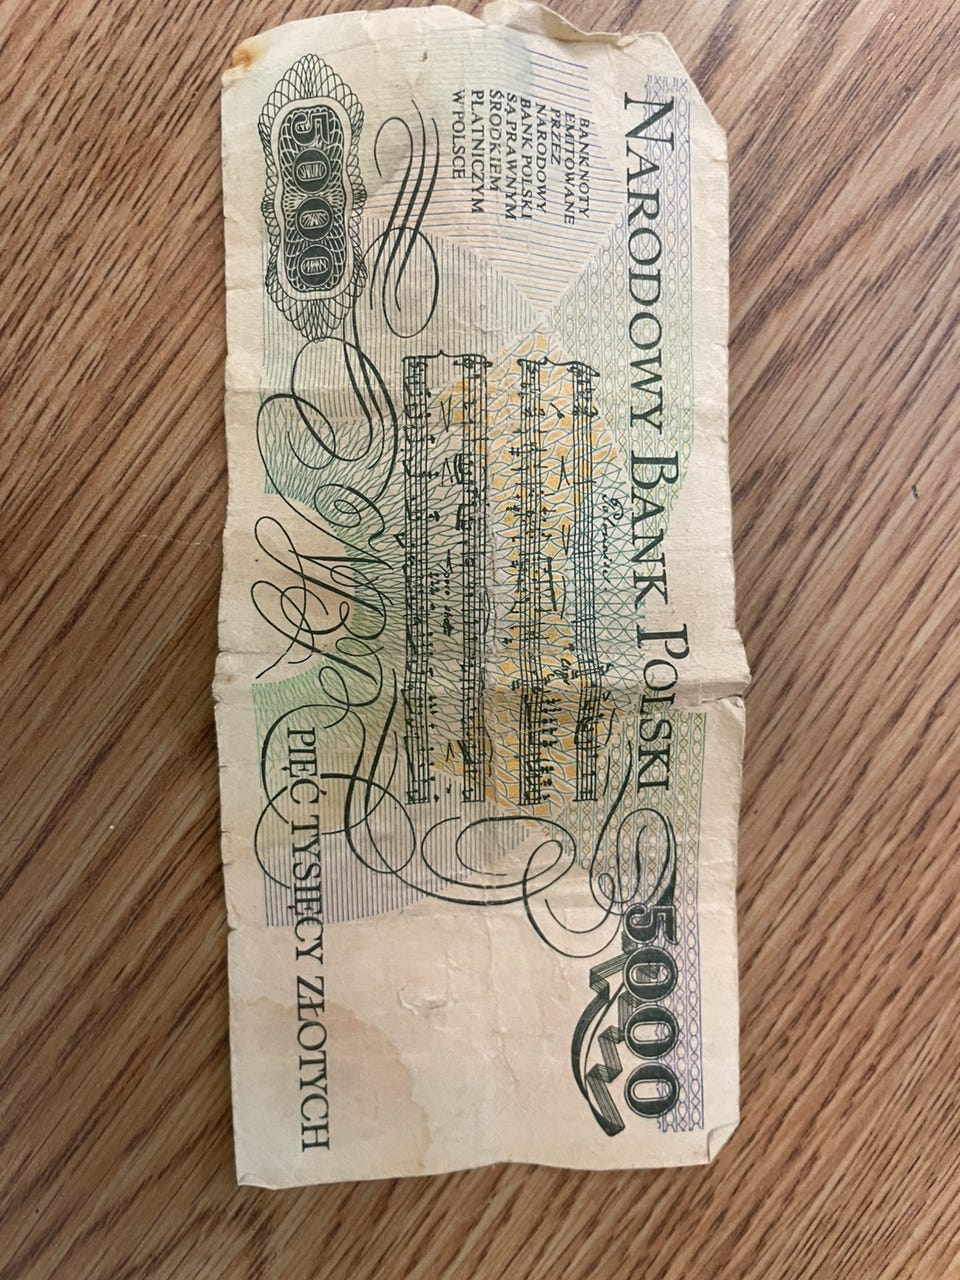 NARODOWY BANK POLSKI
BANKNOTY
EMITOWANE
PRZEZ
NARODOWY
BANK POLSKI
SĄ PRAWNYM
ŚRODKIEM
PŁATNICZYM
W POLSCE
5000
5000
PIĘĆ TYSIĘCY ZŁOTYCH